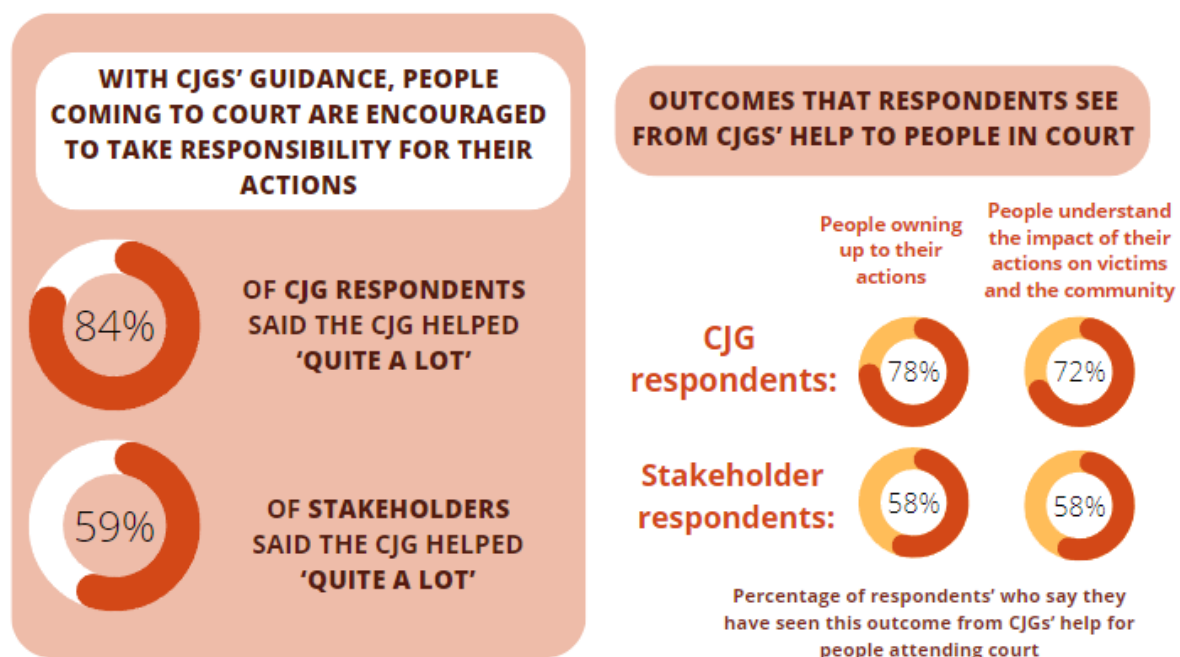 WITH CJGS' GUIDANCE, PEOPLE
COMING TO COURT ARE ENCOURAGED
TO TAKE RESPONSIBILITY FOR THEIR
ACTIONS
84%
OF CJG RESPONDENTS
SAID THE CJG HELPED
‘QUITE A LOT’
59%
OF STAKEHOLDERS
SAID THE CJG HELPED
‘QUITE A LOT’
OUTCOMES THAT RESPONDENTS SEE
FROM CJGS’ HELP TO PEOPLE IN COURT
People owning
up to their
actions
People understand
the impact of their
actions on victims
and the community
CJG
respondents:
78%
72%
Stakeholder
respondents:
58%
58%
Percentage of respondents’ who say they
have seen this outcome from CJGs’ help for
people attending court